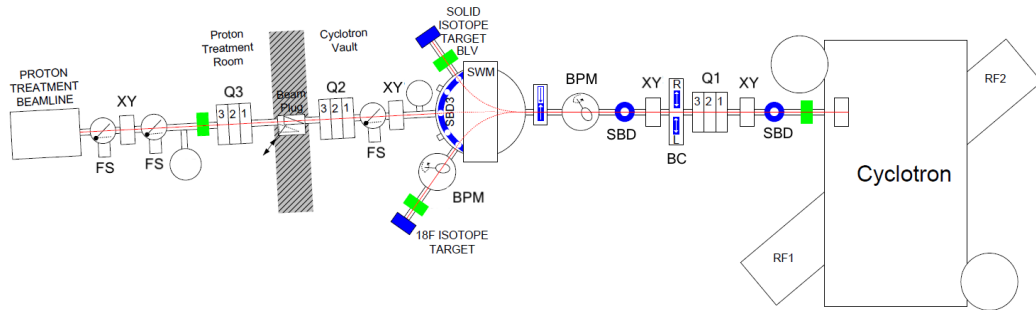 SOLID
ISOTOPE
TARGET
BLV
Proton
Treatment
Room
Cyclotron
Vault
PROTON
TREATMENT
BEAMLINE
XY
FS
FS
Q3
3 2 1
Beam
Plug
Q2
3 2 1
FS
XY
SBD3
SWM
BPM
18F ISOTOPE
TARGET
BPM
SBD
XY
R
L
BC
Q1
3 2 1
XY
SBD
Cyclotron
RF1
RF2